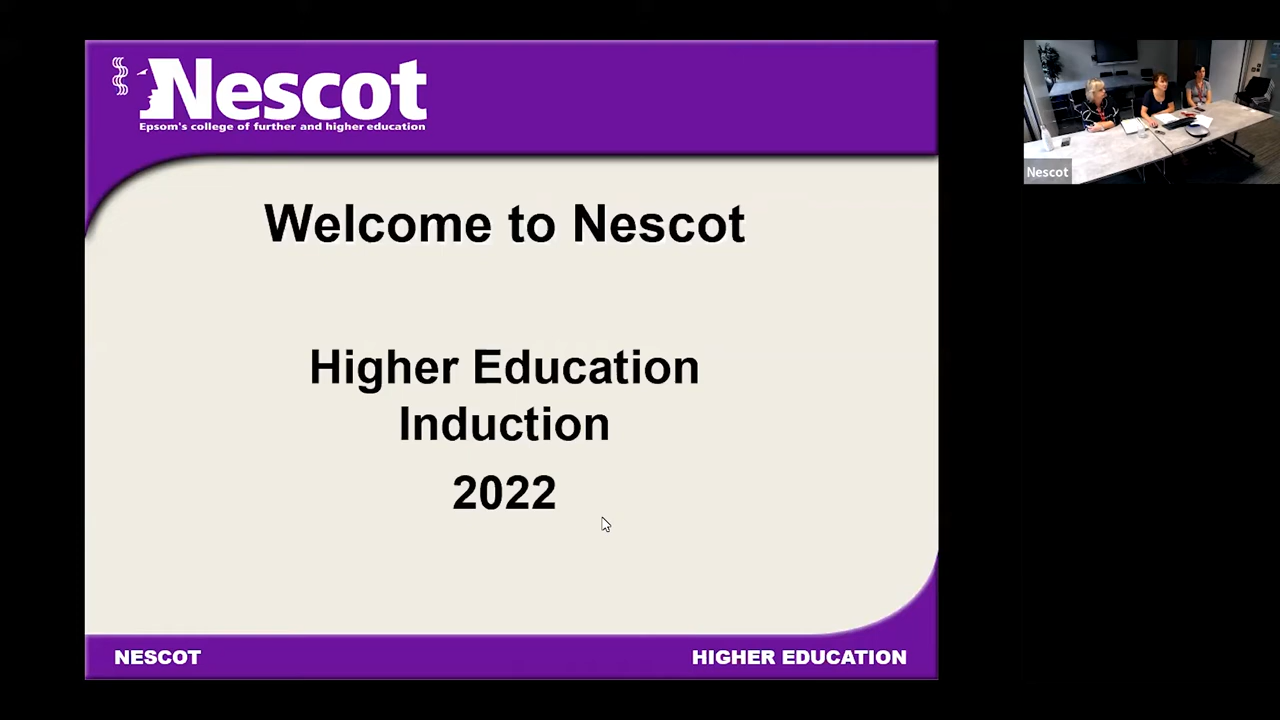 Nescot
Epsom's college of further and higher education
Welcome to Nescot
Higher Education
Induction
2022
NESCOT
HIGHER EDUCATION
Nescot